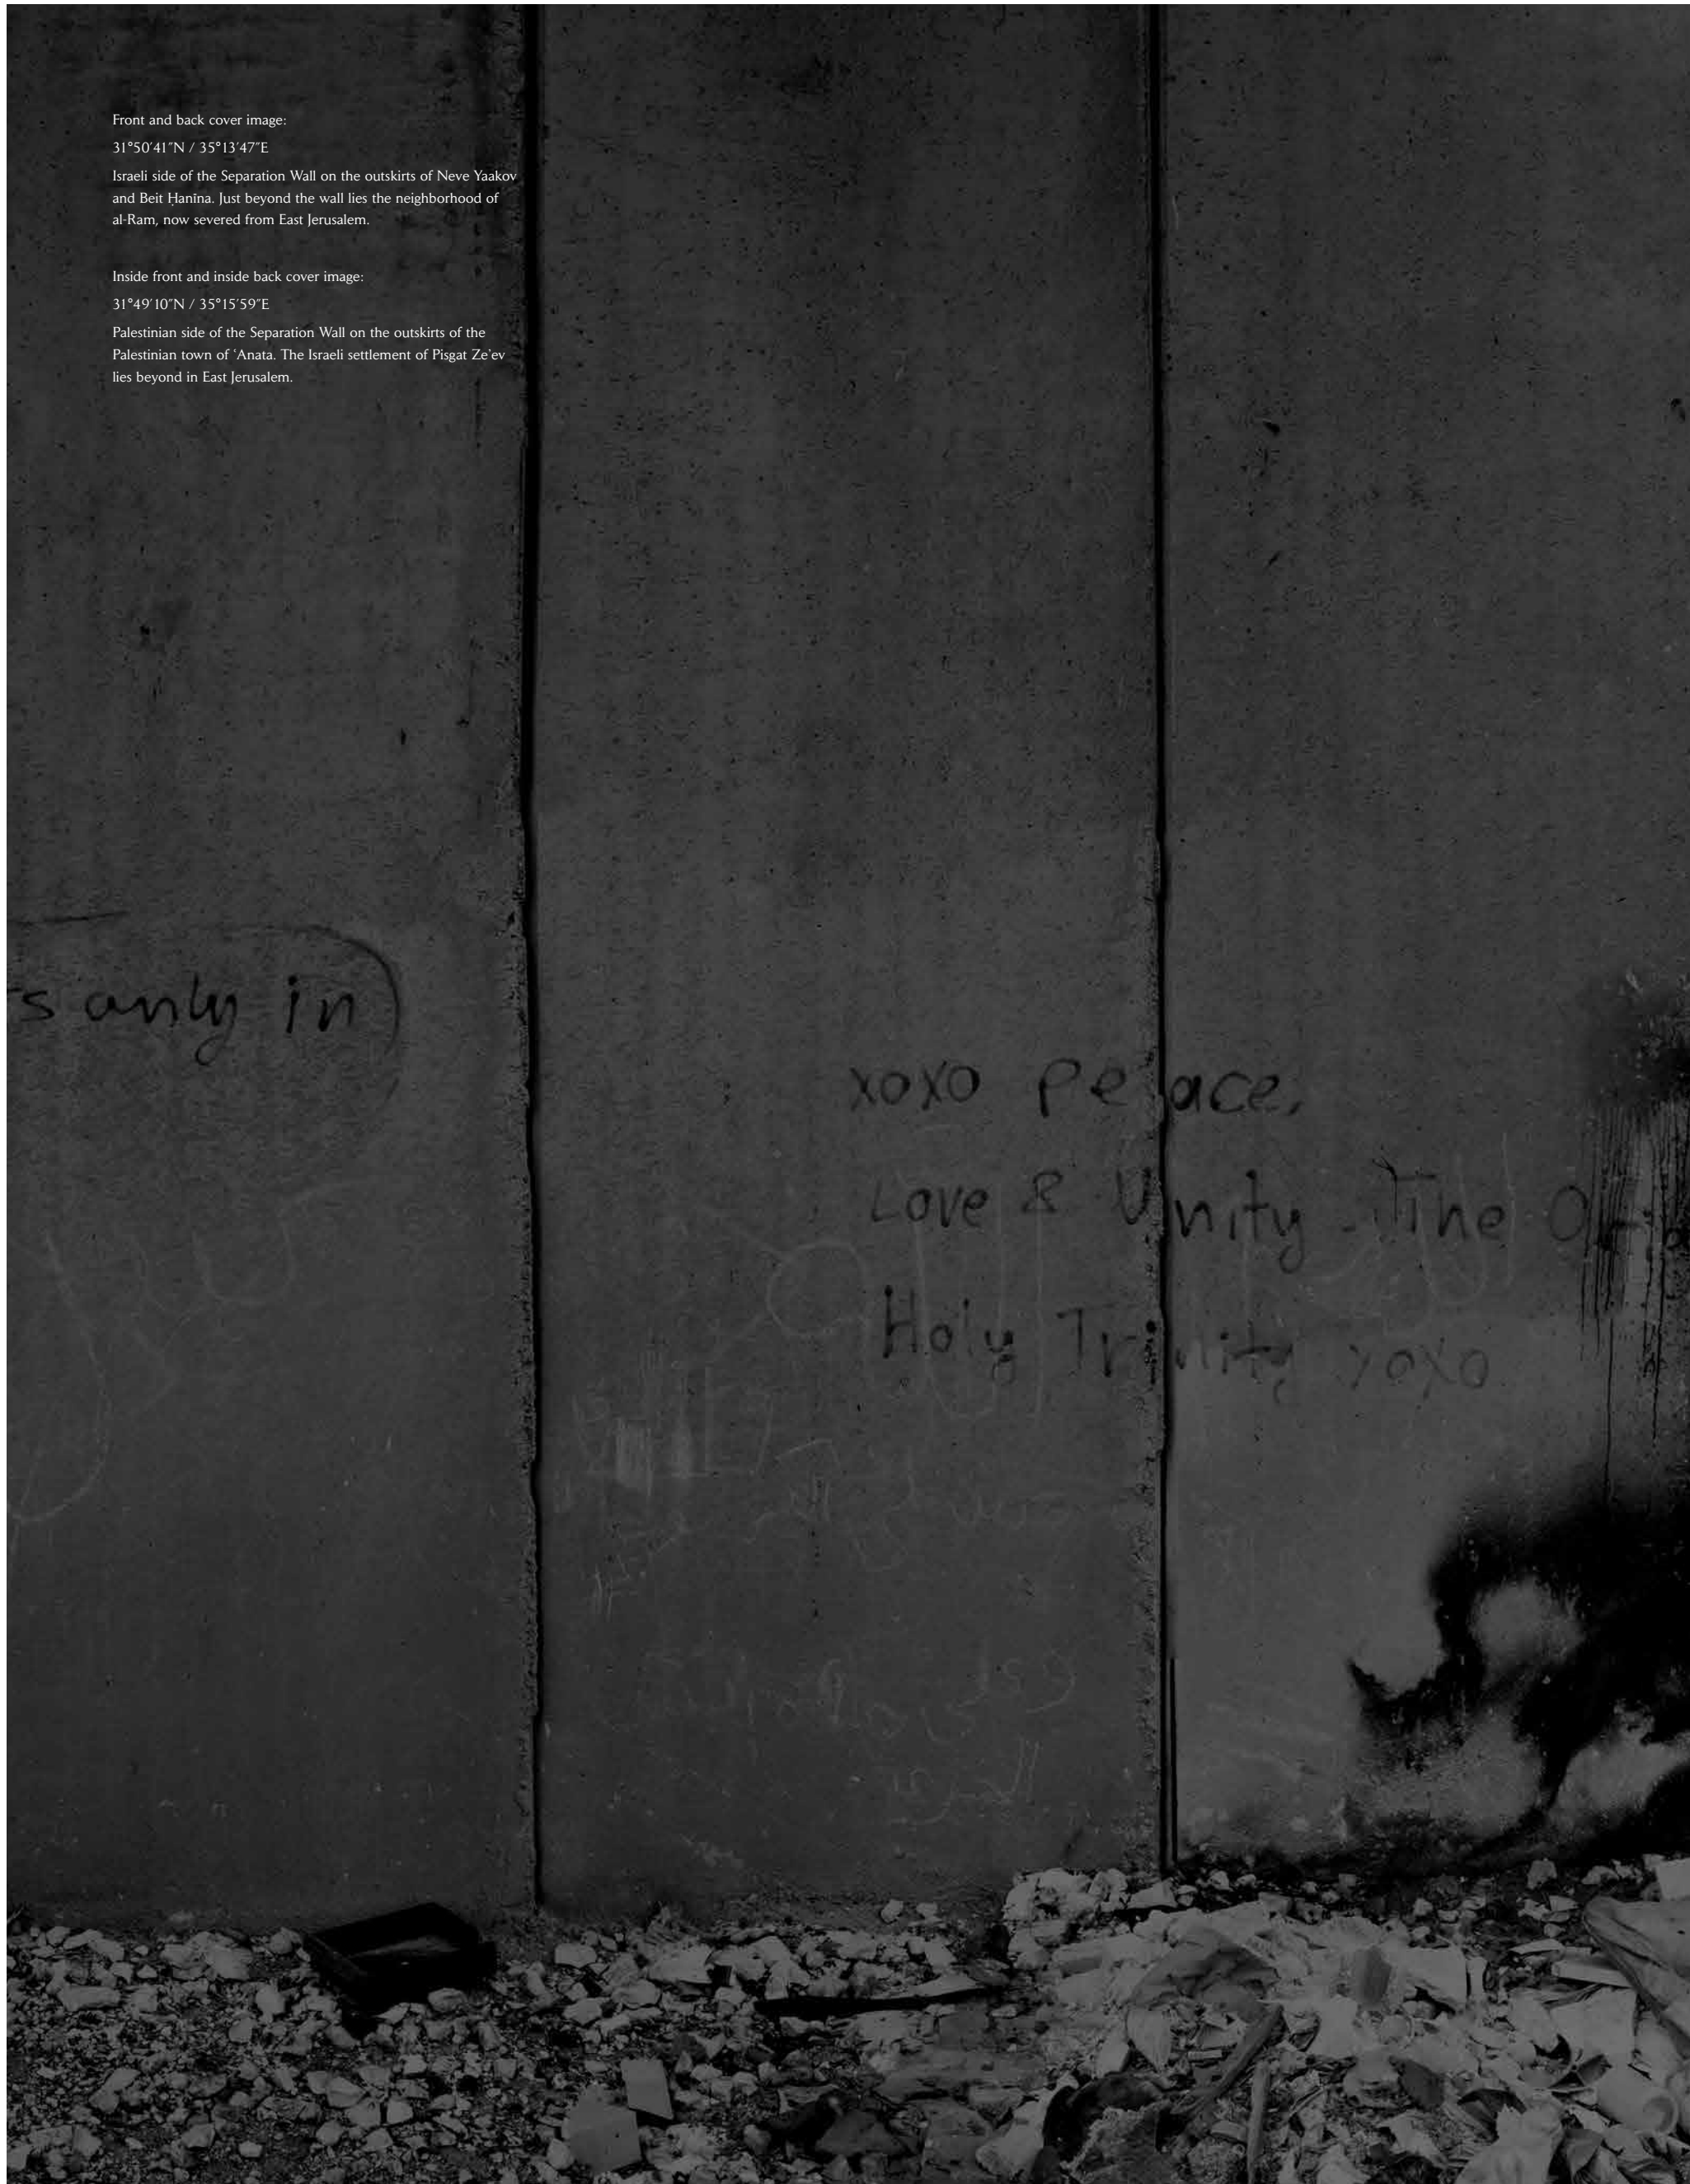 Front and back cover image:
31°50′41″N / 35°13′47″E
Israeli side of the Separation Wall on the outskirts of Neve Yaakov
and Beit Ḥanīna. Just beyond the wall lies the neighborhood of
al-Ram, now severed from East Jerusalem.
Inside front and inside back cover image:
31°49′10″N / 35°15′59″E
Palestinian side of the Separation Wall on the outskirts of the
Palestinian town of ʿAnata. The Israeli settlement of Pisgat Ze’ev
lies beyond in East Jerusalem.
anly in
xoxo peace,
Love & Unity - The
Holy Trinity xoxo